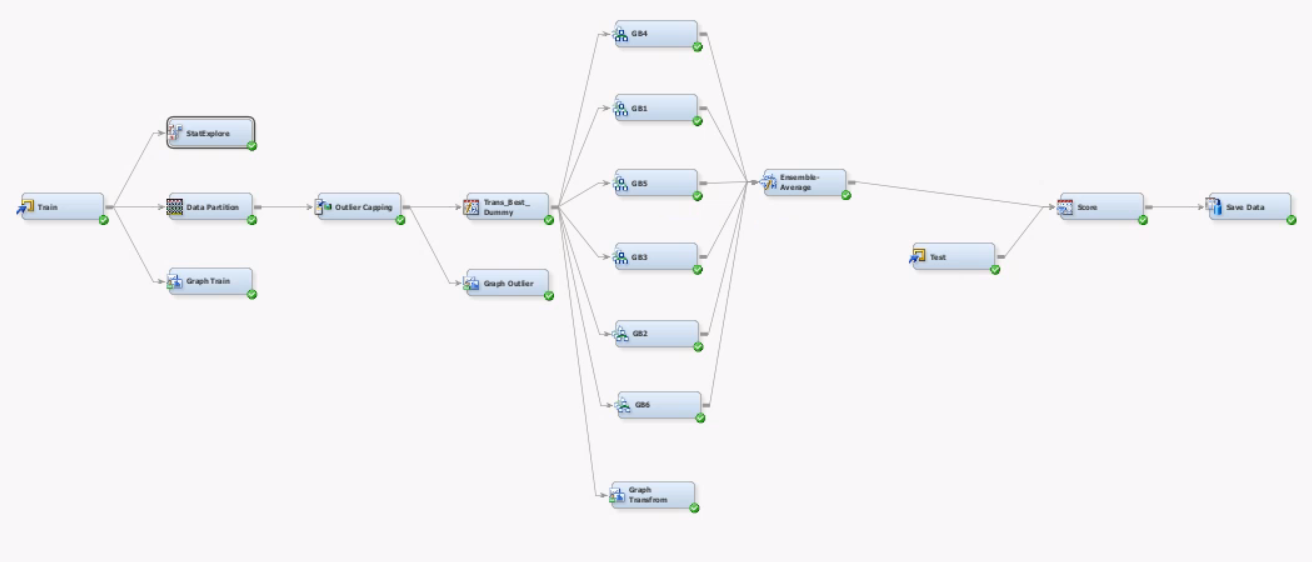 GB4
GB1
StatExplore
GB5
Ensemble-
Average
Train
Data Partition
Outlier Capping
Trans_Best_
Dummy
Score
Save Data
GB3
Test
Graph Train
Graph Outlier
GB2
GB6
Graph
Transfrom